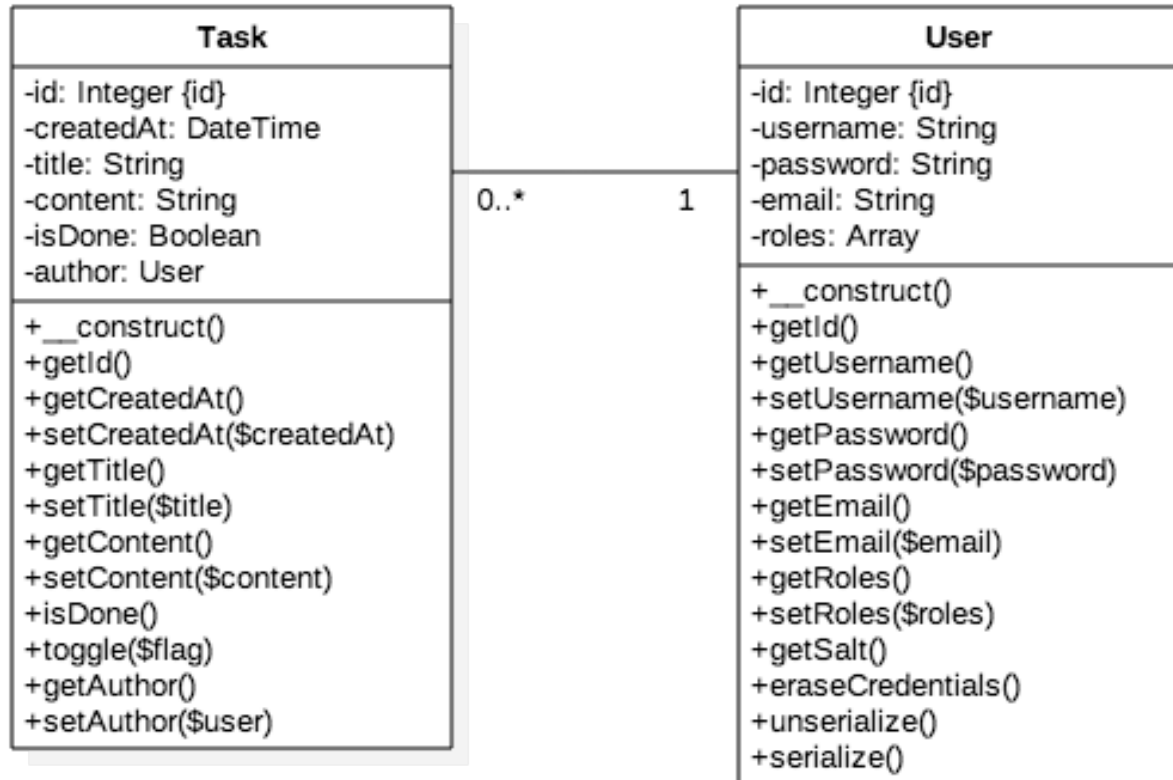 Task
-id: Integer {id}
-createdAt: DateTime
-title: String
-content: String
-isDone: Boolean
-author: User
+__construct()
+getId()
+getCreatedAt()
+setCreatedAt($createdAt)
+getTitle()
+setTitle($title)
+getContent()
+setContent($content)
+isDone()
+toggle($flag)
+getAuthor()
+setAuthor($user)
0..*
1
User
-id: Integer {id}
-username: String
-password: String
-email: String
-roles: Array
+__construct()
+getId()
+getUsername()
+setUsername($username)
+getPassword()
+setPassword($password)
+getEmail()
+setEmail($email)
+getRoles()
+setRoles($roles)
+getSalt()
+eraseCredentials()
+unserialize()
+serialize()